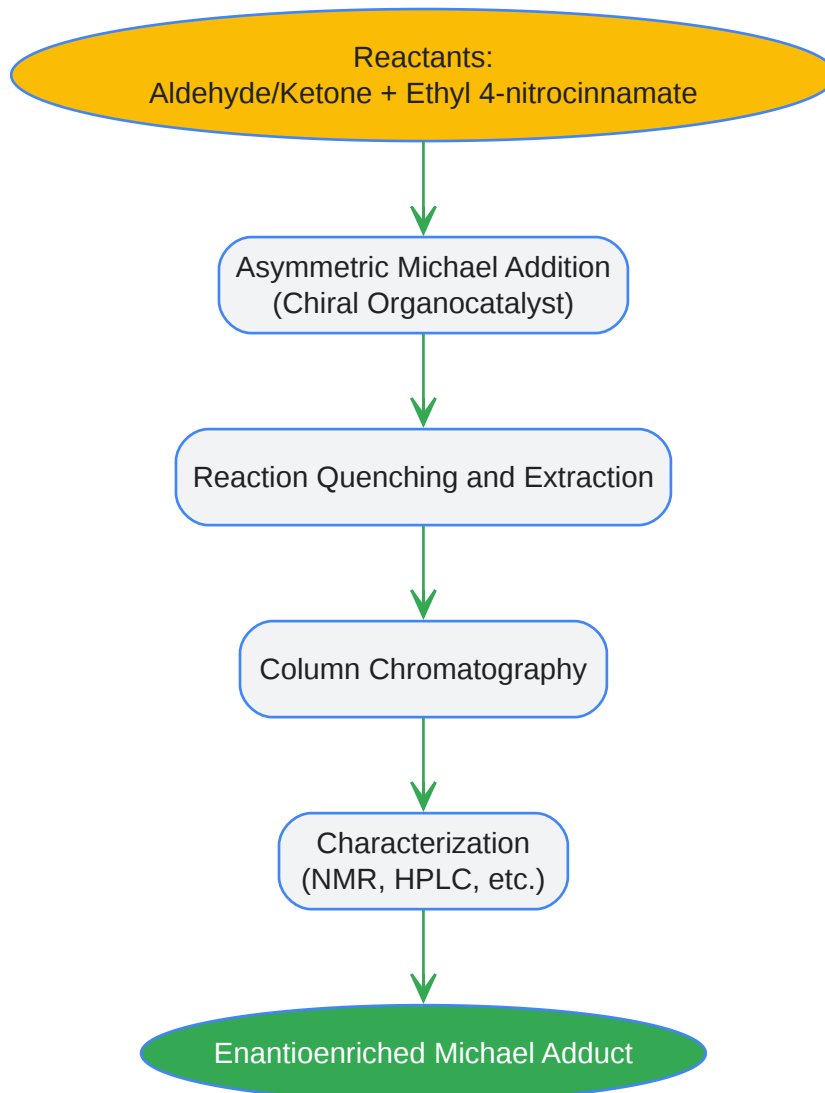 Reactants:
Aldehyde/Ketone + Ethyl 4-nitrocinnamate
Asymmetric Michael Addition
(Chiral Organocatalyst)
Reaction Quenching and Extraction
Column Chromatography
Characterization
(NMR, HPLC, etc.)
Enantioenriched Michael Adduct